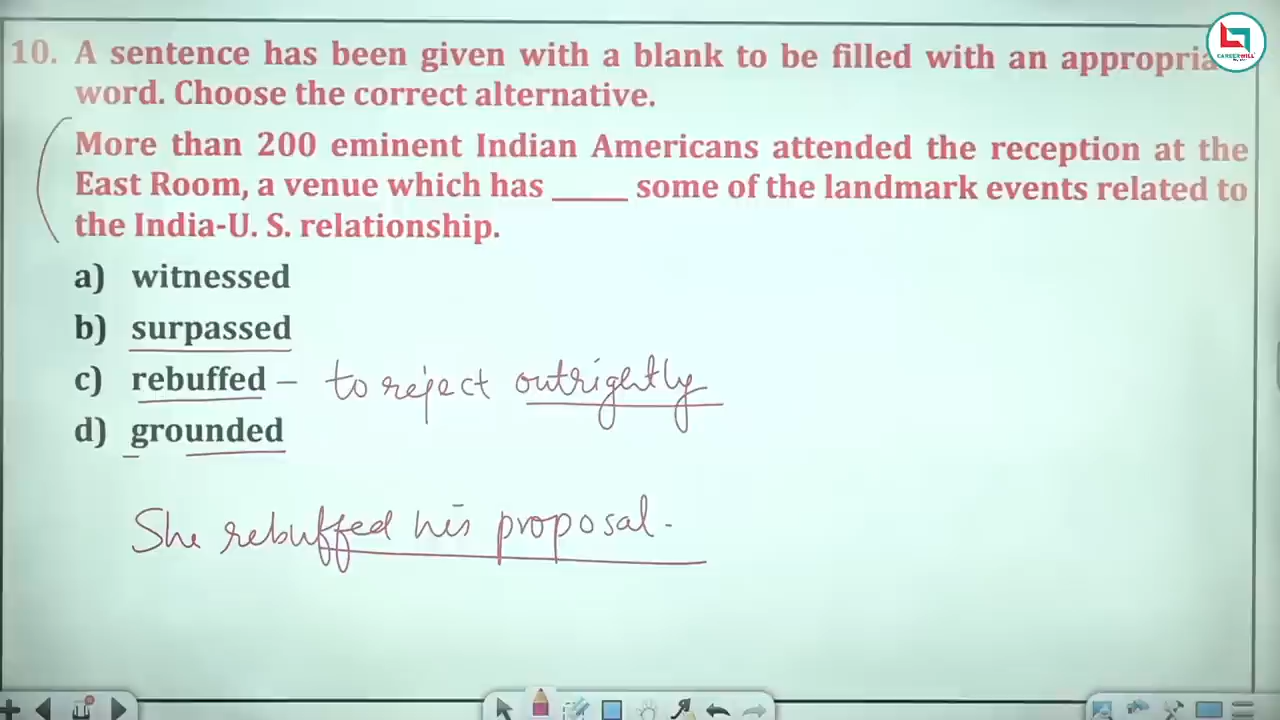 10. A sentence has been given with a blank to be filled with an
word. Choose the correct alternative.
More than 200 eminent Indian Americans attended the reception at the
East Room, a venue which has _____ some of the landmark events related to
the India-U. S. relationship.
a) witnessed
b) surpassed
c) rebuffed – to reject outrightly
d) grounded
She rebuffed his proposal.
CAREERWILL